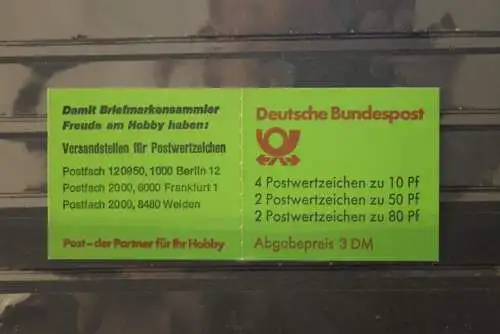 Damit Briefmarkensammler
Freude am Hobby haben:
Versandstellen für Postwertzeichen
Postfach 120950, 1000 Berlin 12
Postfach 2000, 6000 Frankfurt 1
Postfach 2000, 8480 Weiden
Post – der Partner für Ihr Hobby
Deutsche Bundespost
4 Postwertzeichen zu 10 Pf
2 Postwertzeichen zu 50 Pf
2 Postwertzeichen zu 80 Pf
Abgabepreis 3 DM